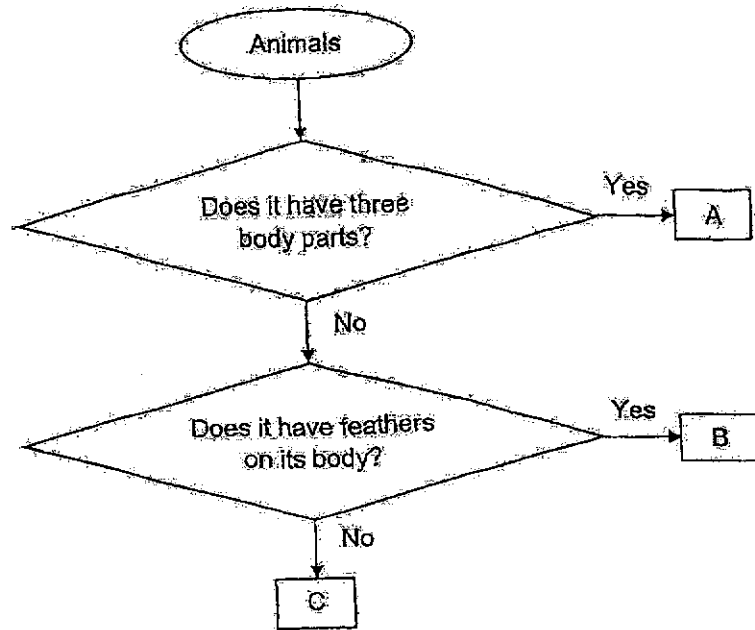 Animals
Does it have three
body parts?
Yes
A
No
Does it have feathers
on its body?
Yes
B
No
C